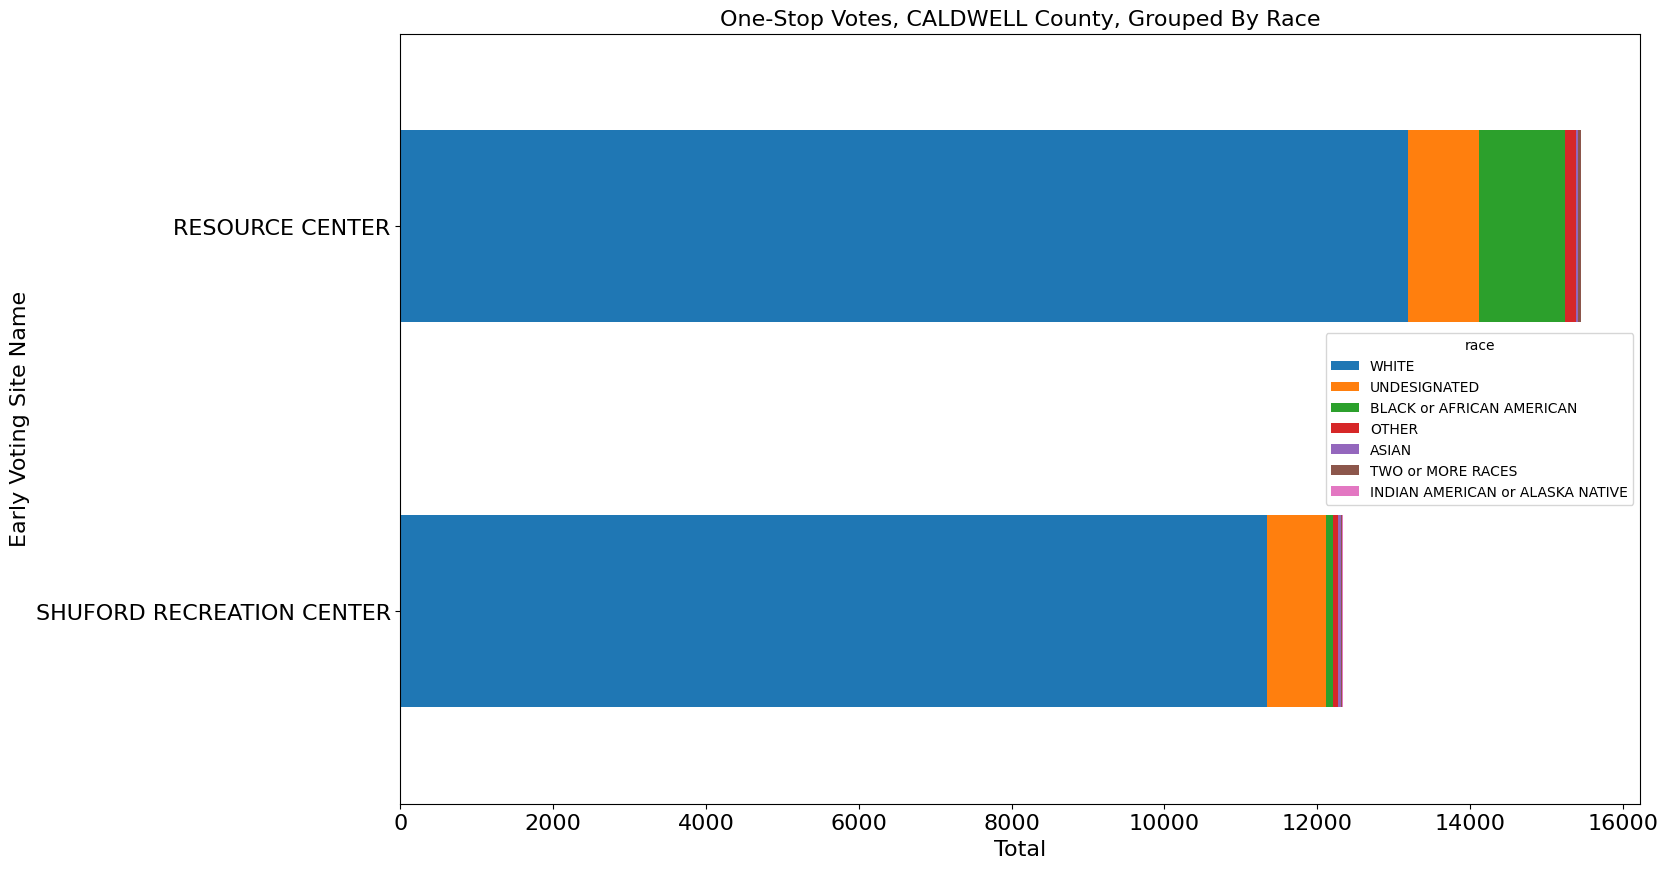 One-Stop Votes, CALDWELL County, Grouped By Race
Early Voting Site Name
RESOURCE CENTER
SHUFORD RECREATION CENTER
race
WHITE
UNDESIGNATED
BLACK or AFRICAN AMERICAN
OTHER
ASIAN
TWO or MORE RACES
INDIAN AMERICAN or ALASKA NATIVE
0 2000 4000 6000 8000 10000 12000 14000 16000
Total